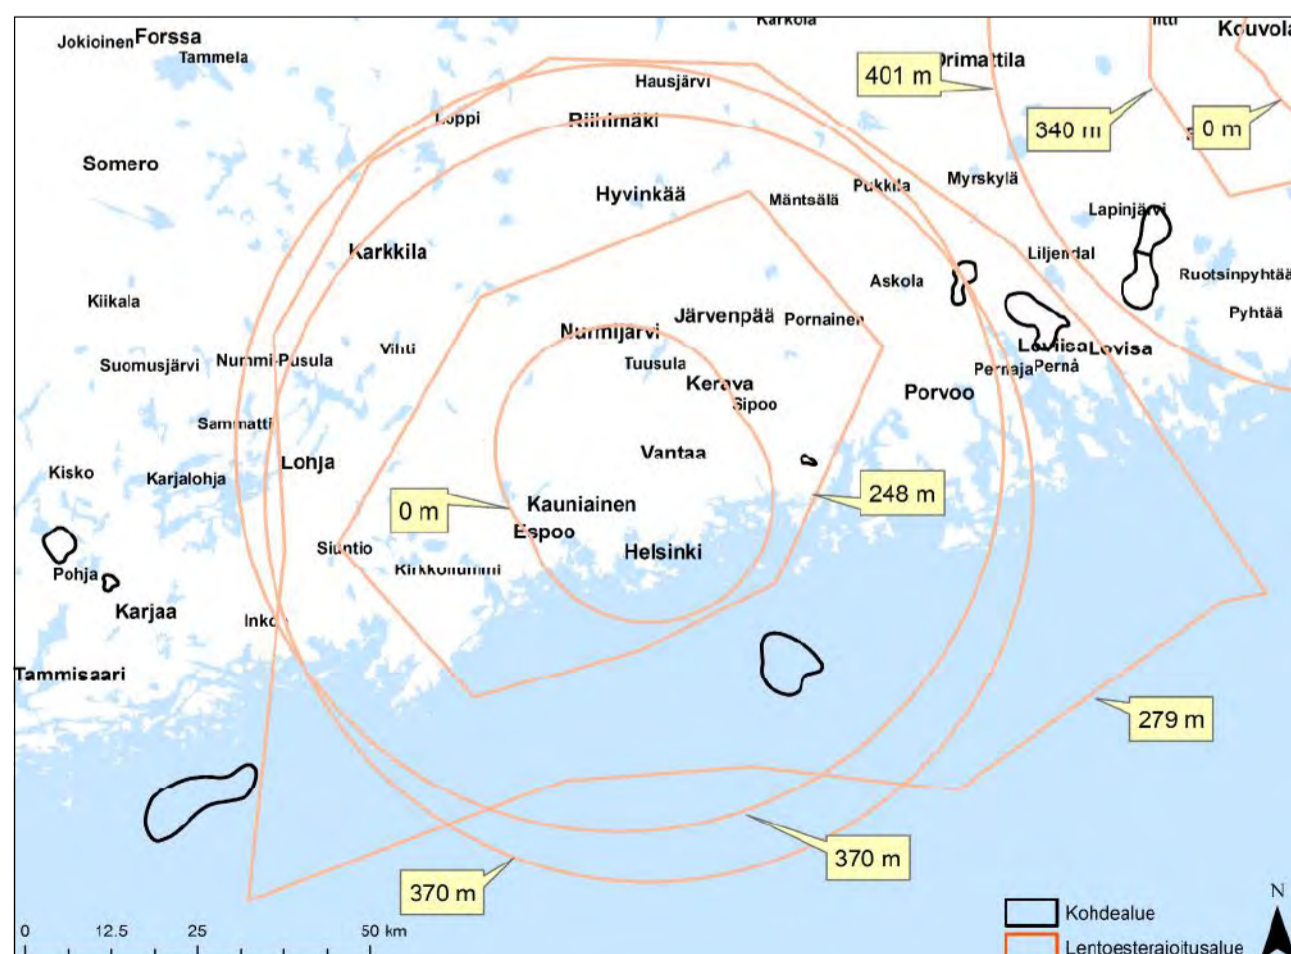 Kärkölä
Iitti
Jokioinen
Forssa
Tammela
Kouvola
Orimattila
401 m
Hausjärvi
Loppi
Riihimäki
340 m
0 m
Somero
Hyvinkää
Mäntsälä
Pukkila
Myrskylä
Lapinjärvi
Karkkila
Liljendal
Askola
Ruotsinpyhtää
Kiikala
Pyhtää
Nurmijärvi
Järvenpää
Pornainen
Vihti
Loviisa
Lovisa
Suomusjärvi
Nummi-Pusula
Tuusula
Pernaja
Pernå
Kerava
Sipoo
Porvoo
Sammatti
Vantaa
Lohja
Kisko
Karjalohja
0 m
Kauniainen
248 m
Espoo
Siuntio
Helsinki
Kirkkonummi
Pohja
Karjaa
Inkoo
Tammisaari
279 m
370 m
370 m
Kohdealue
N
0 12.5 25 50 km
Lentoesterajoitusalue